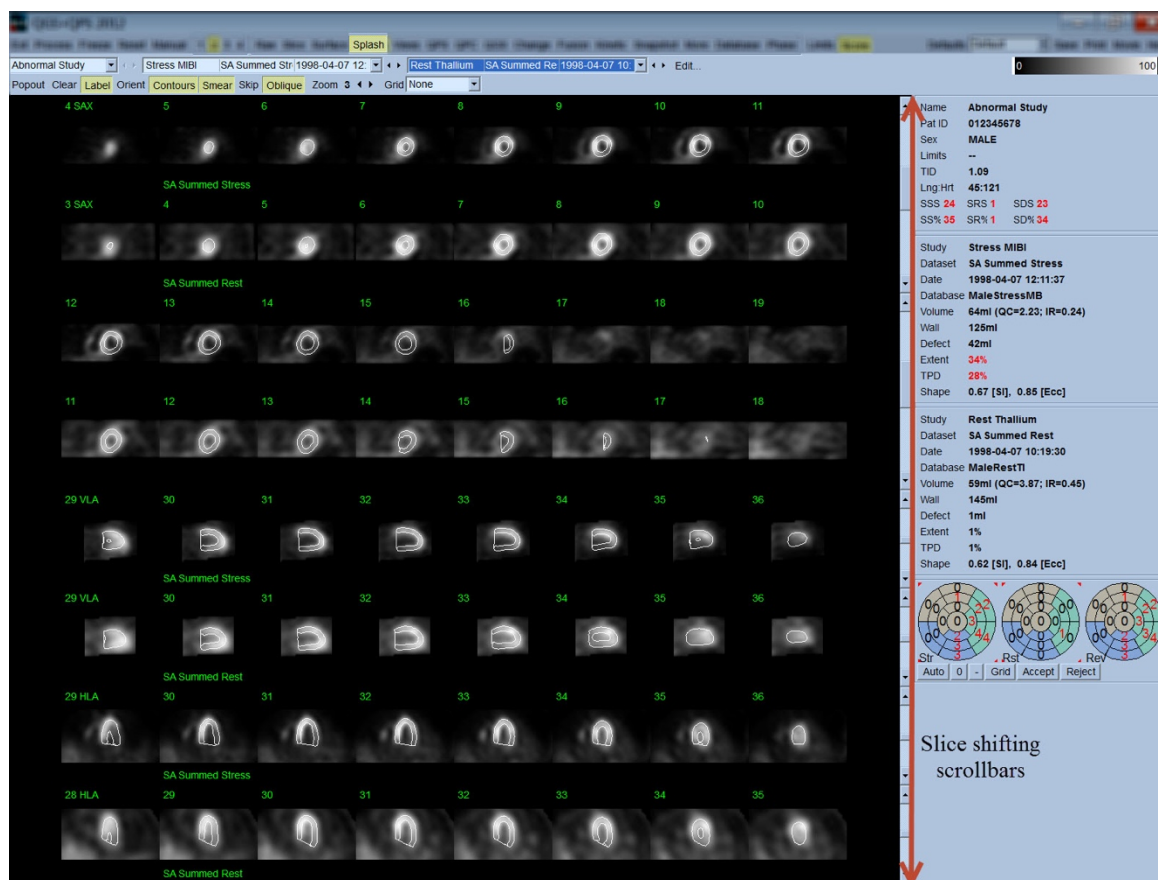 QGS+QPS 2012
Splash
Abnormal Study Stress MIBI SA Summed Str 1998-04-07 12: Rest Thallium SA Summed Re 1998-04-07 10: Edit...
0 100
Popout Clear Label Orient Contours Smear Skip Oblique Zoom 3 Grid None
4 SAX 5 6 7 8 9 10 11
SA Summed Stress
3 SAX 4 5 6 7 8 9 10
SA Summed Rest
12 13 14 15 16 17 18 19
11 12 13 14 15 16 17 18
29 VLA 30 31 32 33 34 35 36
SA Summed Stress
29 VLA 30 31 32 33 34 35 36
SA Summed Rest
29 HLA 30 31 32 33 34 35 36
SA Summed Stress
28 HLA 29 30 31 32 33 34 35
SA Summed Rest
Name Abnormal Study
Pat ID 012345678
Sex MALE
Limits --
TID 1.09
Lng:Hrt 45:121
SSS 24 SRS 1 SDS 23
SS% 35 SR% 1 SD% 34
Study Stress MIBI
Dataset SA Summed Stress
Date 1998-04-07 12:11:37
Database MaleStressMB
Volume 64ml (QC=2.23; IR=0.24)
Wall 125ml
Defect 42ml
Extent 34%
TPD 28%
Shape 0.67 [SI], 0.85 [Ecc]
Study Rest Thallium
Dataset SA Summed Rest
Date 1998-04-07 10:19:30
Database MaleRestTl
Volume 59ml (QC=3.87; IR=0.45)
Wall 145ml
Defect 1ml
Extent 1%
TPD 1%
Shape 0.62 [SI], 0.84 [Ecc]
Str Rst Rev
Auto 0 - Grid Accept Reject
Slice shifting
scrollbars